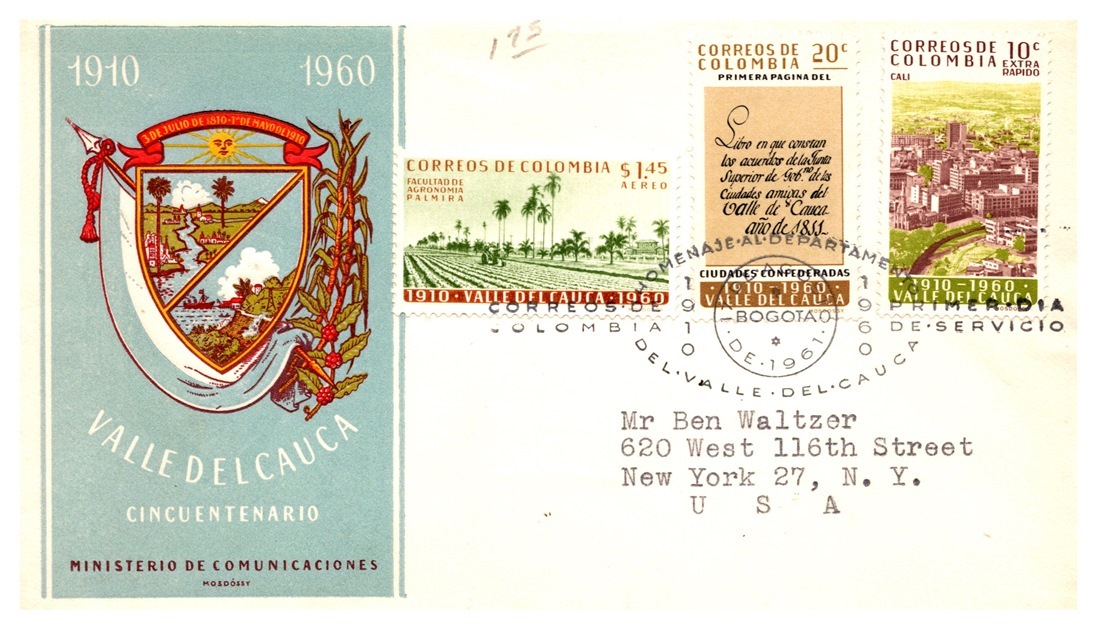 1910 1960
3 DE JULIO DE 1810-1º DE MAYO DE 1910
VALLE DEL CAUCA
CINCUENTENARIO
MINISTERIO DE COMUNICACIONES
MOSDÓSSY
175
CORREOS DE COLOMBIA
$1.45
AEREO
FACULTAD DE
AGRONOMIA
PALMIRA
1910 · VALLE DEL CAUCA · 1960
CORREOS DE
COLOMBIA
20c
PRIMERA PAGINA DEL
Libro en que constan
los acuerdos de la Junta
Superior de Gob.no de las
Ciudades amigas del
Valle de Cauca
año de 1811
CIUDADES CONFEDERADAS
1910-1960
VALLE DEL CAUCA
CORREOS DE
COLOMBIA
10c
EXTRA
RAPIDO
CALI
1910-1960
VALLE DEL CAUCA
HOMENAJE·AL·DEPARTAMENTO
DEL·VALLE·DEL·CAUCA
1910
1960
CORREOS DE
COLOMBIA
BOGOTA
DE·1961
PRIMER·DIA
DE·SERVICIO
Mr Ben Waltzer
620 West 116th Street
New York 27, N. Y.
U S A